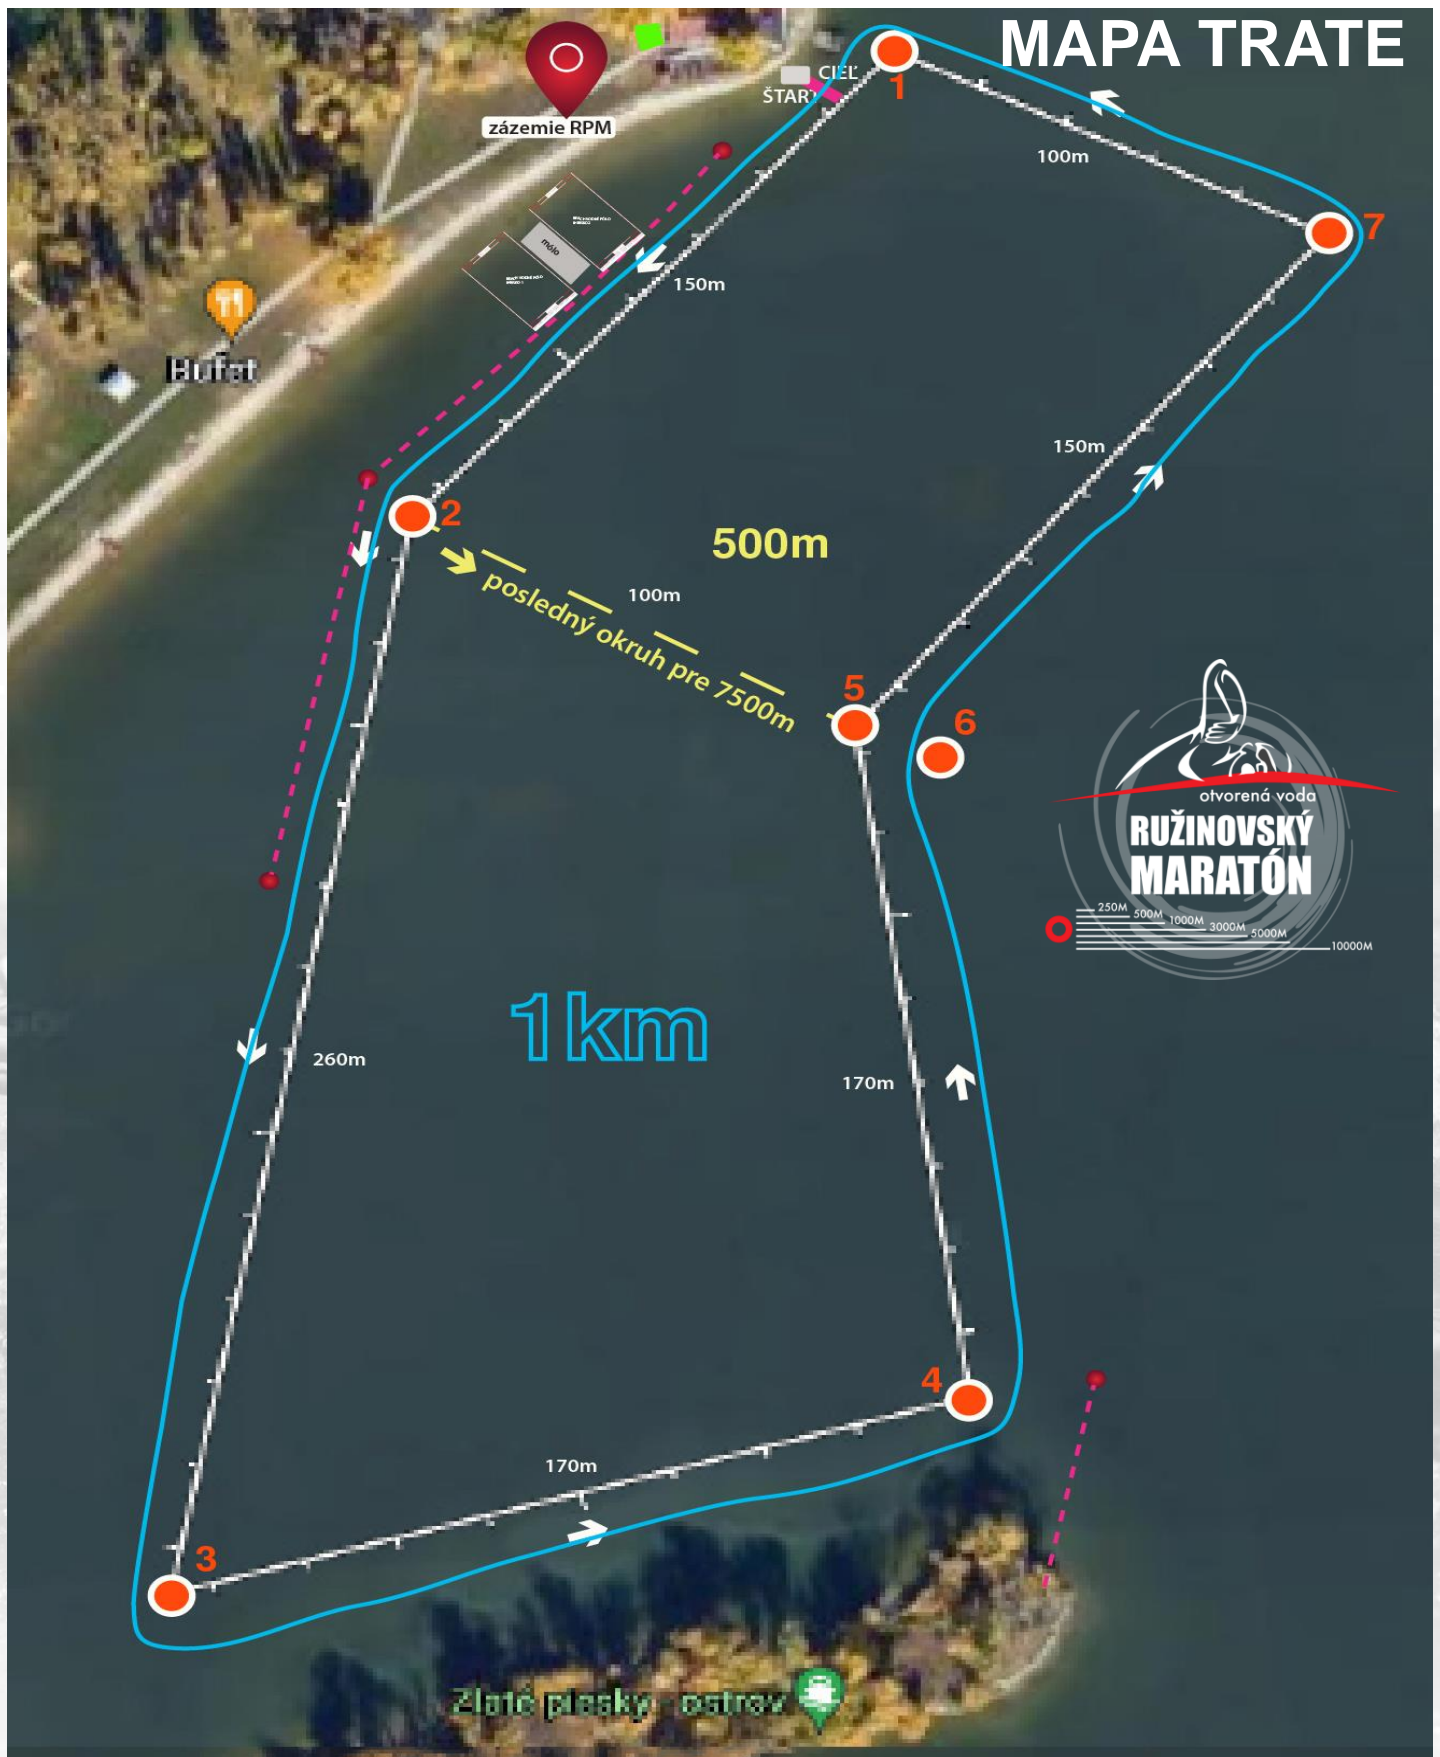 MAPA TRATE
CIEĽ
ŠTART
1
zázemie RPM
100m
7
mólo
150m
Bufet
150m
2
500m
100m
posledný okruh pre 7500m
5
6
otvorená voda
RUŽINOVSKÝ
MARATÓN
250M
500M
1000M
3000M
5000M
10000M
1km
260m
170m
4
170m
3
Zlaté piesky - ostrov